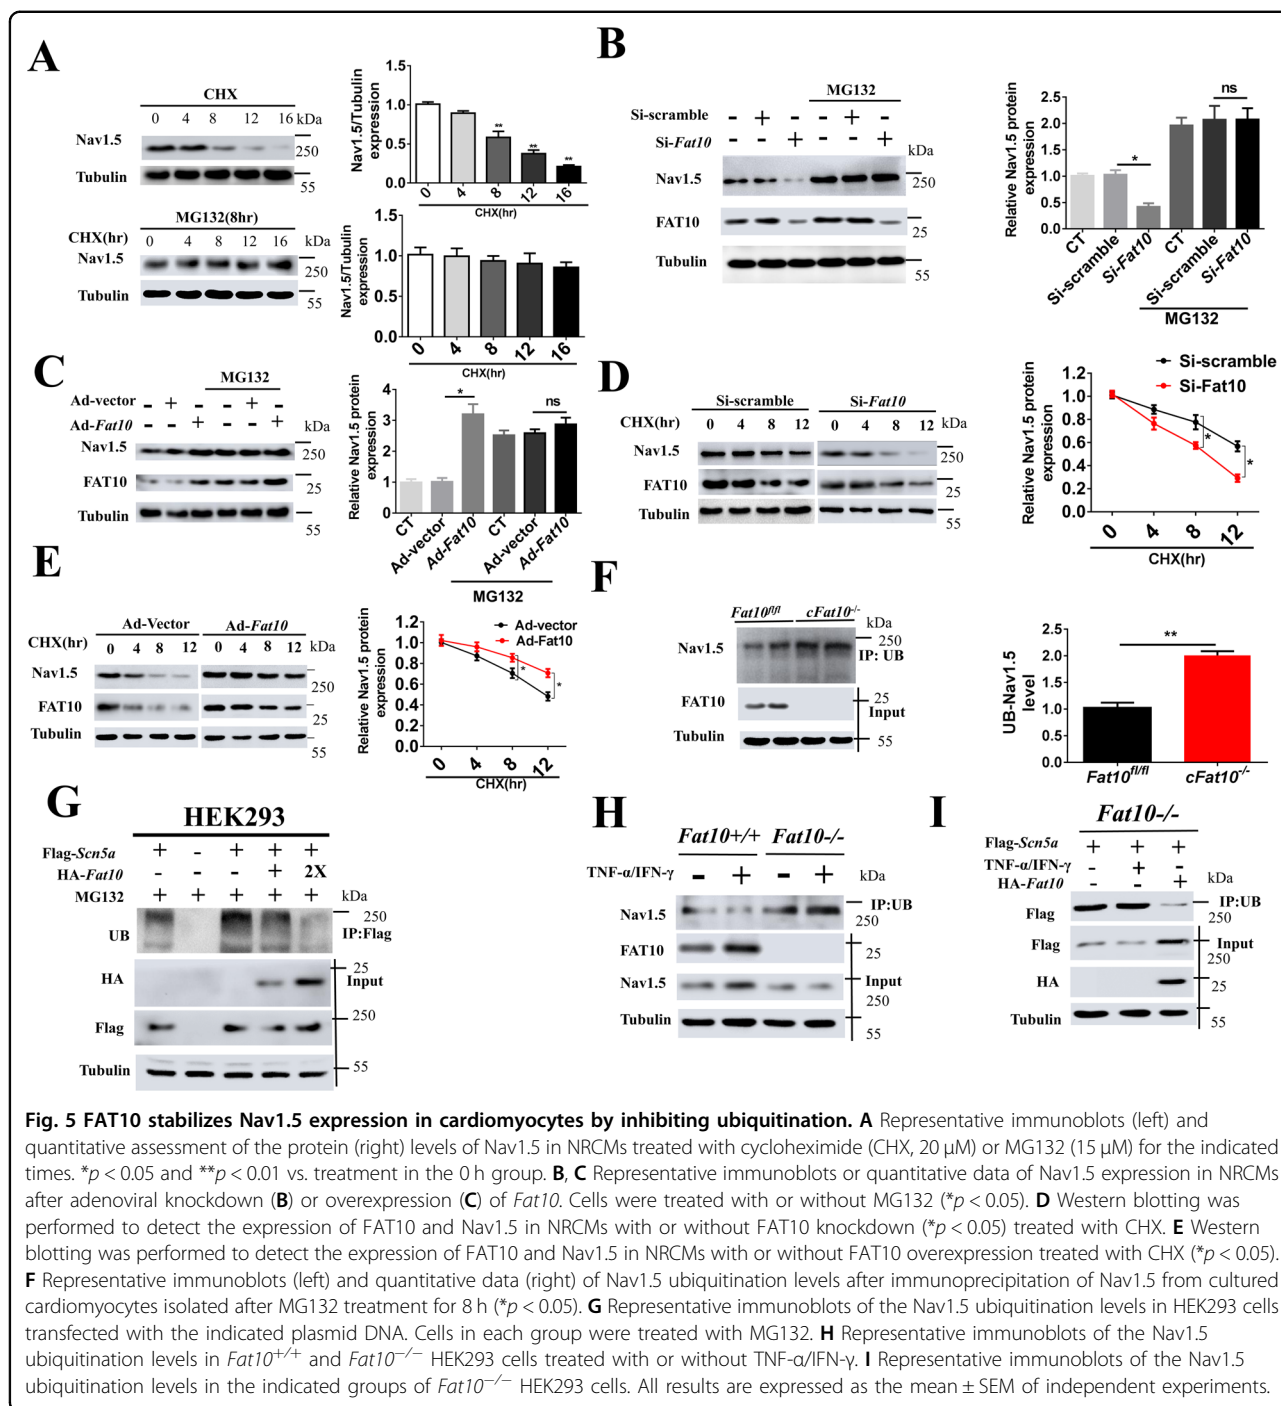 A
CHX
0 4 8 12 16 kDa
Nav1.5
250
Tubulin
55
MG132(8hr)
CHX(hr) 0 4 8 12 16 kDa
Nav1.5
250
Tubulin
55
Nav1.5/Tubulin
expression
1.5
1.0
0.5
0.0
** ** **
0 4 8 12 16
CHX(hr)
Nav1.5/Tubulin
expression
1.5
1.0
0.5
0.0
0 4 8 12 16
CHX(hr)
B
MG132
Si-scramble - + - - + -
Si-Fat10 - - + - - +
kDa
Nav1.5
250
FAT10
25
Tubulin
55
Relative Nav1.5 protein
expression
2.5
2.0
1.5
1.0
0.5
0.0
* ns
CT Si-scramble Si-Fat10 CT Si-scramble Si-Fat10
MG132
C
MG132
Ad-vector - + - - + -
Ad-Fat10 - - + - - + kDa
Nav1.5
250
FAT10
25
Tubulin
55
Relative Nav1.5 protein
expression
4
3
2
1
0
* ns
CT Ad-vector Ad-Fat10 CT Ad-vector Ad-Fat10
MG132
D
Si-scramble Si-Fat10
CHX(hr) 0 4 8 12 0 4 8 12 kDa
Nav1.5
250
FAT10
25
Tubulin
55
Si-scramble
Si-Fat10
Relative Nav1.5 protein
expression
1.2
1.0
0.8
0.6
0.4
0.2
0.0
* *
0 4 8 12
CHX(hr)
E
Ad-Vector Ad-Fat10
CHX(hr) 0 4 8 12 0 4 8 12 kDa
Nav1.5
250
FAT10
25
Tubulin
55
Ad-vector
Ad-Fat10
Relative Nav1.5 protein
expression
1.2
1.0
0.8
0.6
0.4
0.2
0.0
* *
0 4 8 12
CHX(hr)
F
Fat10fl/fl cFat10-/-
kDa
Nav1.5
250
IP: UB
FAT10
25
Input
Tubulin
55
UB-Nav1.5
level
2.5
2.0
1.5
1.0
0.5
0.0
**
Fat10fl/fl cFat10-/-
G
HEK293
Flag-Scn5a + - + + +
HA-Fat10 - - - + 2X
MG132 + + + + + kDa
UB
250
IP:Flag
HA
25
Input
Flag
250
Tubulin
55
H
Fat10+/+ Fat10-/-
TNF-α/IFN-γ - + - + kDa
Nav1.5
IP:UB
250
FAT10
25
Nav1.5
Input
250
Tubulin
55
I
Fat10-/-
Flag-Scn5a + + +
TNF-α/IFN-γ - + -
HA-Fat10 - - + kDa
Flag
IP:UB
250
Flag
Input
250
HA
25
Tubulin
55
Fig. 5 FAT10 stabilizes Nav1.5 expression in cardiomyocytes by inhibiting ubiquitination. A Representative immunoblots (left) and
quantitative assessment of the protein (right) levels of Nav1.5 in NRCMs treated with cycloheximide (CHX, 20 μM) or MG132 (15 μM) for the indicated
times. *p < 0.05 and **p < 0.01 vs. treatment in the 0 h group. B, C Representative immunoblots or quantitative data of Nav1.5 expression in NRCMs
after adenoviral knockdown (B) or overexpression (C) of Fat10. Cells were treated with or without MG132 (*p < 0.05). D Western blotting was
performed to detect the expression of FAT10 and Nav1.5 in NRCMs with or without FAT10 knockdown (*p < 0.05) treated with CHX. E Western
blotting was performed to detect the expression of FAT10 and Nav1.5 in NRCMs with or without FAT10 overexpression treated with CHX (*p < 0.05).
F Representative immunoblots (left) and quantitative data (right) of Nav1.5 ubiquitination levels after immunoprecipitation of Nav1.5 from cultured
cardiomyocytes isolated after MG132 treatment for 8 h (*p < 0.05). G Representative immunoblots of the Nav1.5 ubiquitination levels in HEK293 cells
transfected with the indicated plasmid DNA. Cells in each group were treated with MG132. H Representative immunoblots of the Nav1.5
ubiquitination levels in Fat10+/+ and Fat10−/− HEK293 cells treated with or without TNF-α/IFN-γ. I Representative immunoblots of the Nav1.5
ubiquitination levels in the indicated groups of Fat10−/− HEK293 cells. All results are expressed as the mean ± SEM of independent experiments.